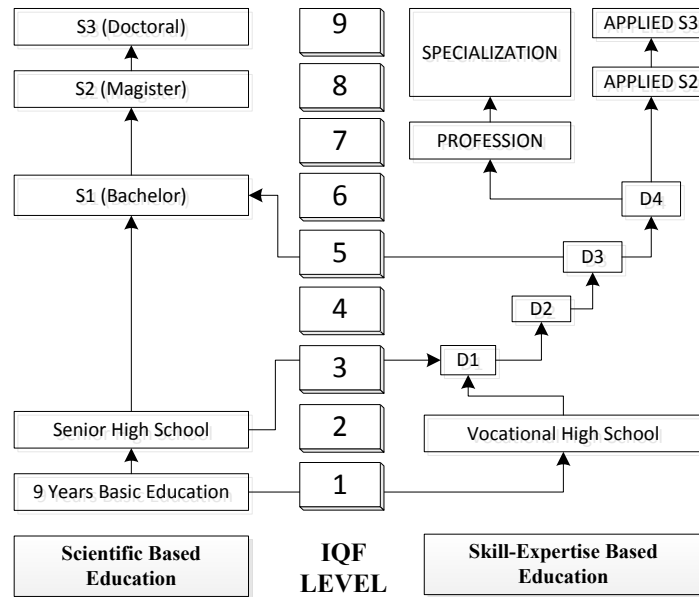 S3 (Doctoral)
9
SPECIALIZATION
APPLIED S3
S2 (Magister)
8
APPLIED S2
7
PROFESSION
S1 (Bachelor)
6
D4
5
D3
4
D2
3
D1
Senior High School
2
Vocational High School
9 Years Basic Education
1
Scientific Based
Education
IQF
LEVEL
Skill-Expertise Based
Education